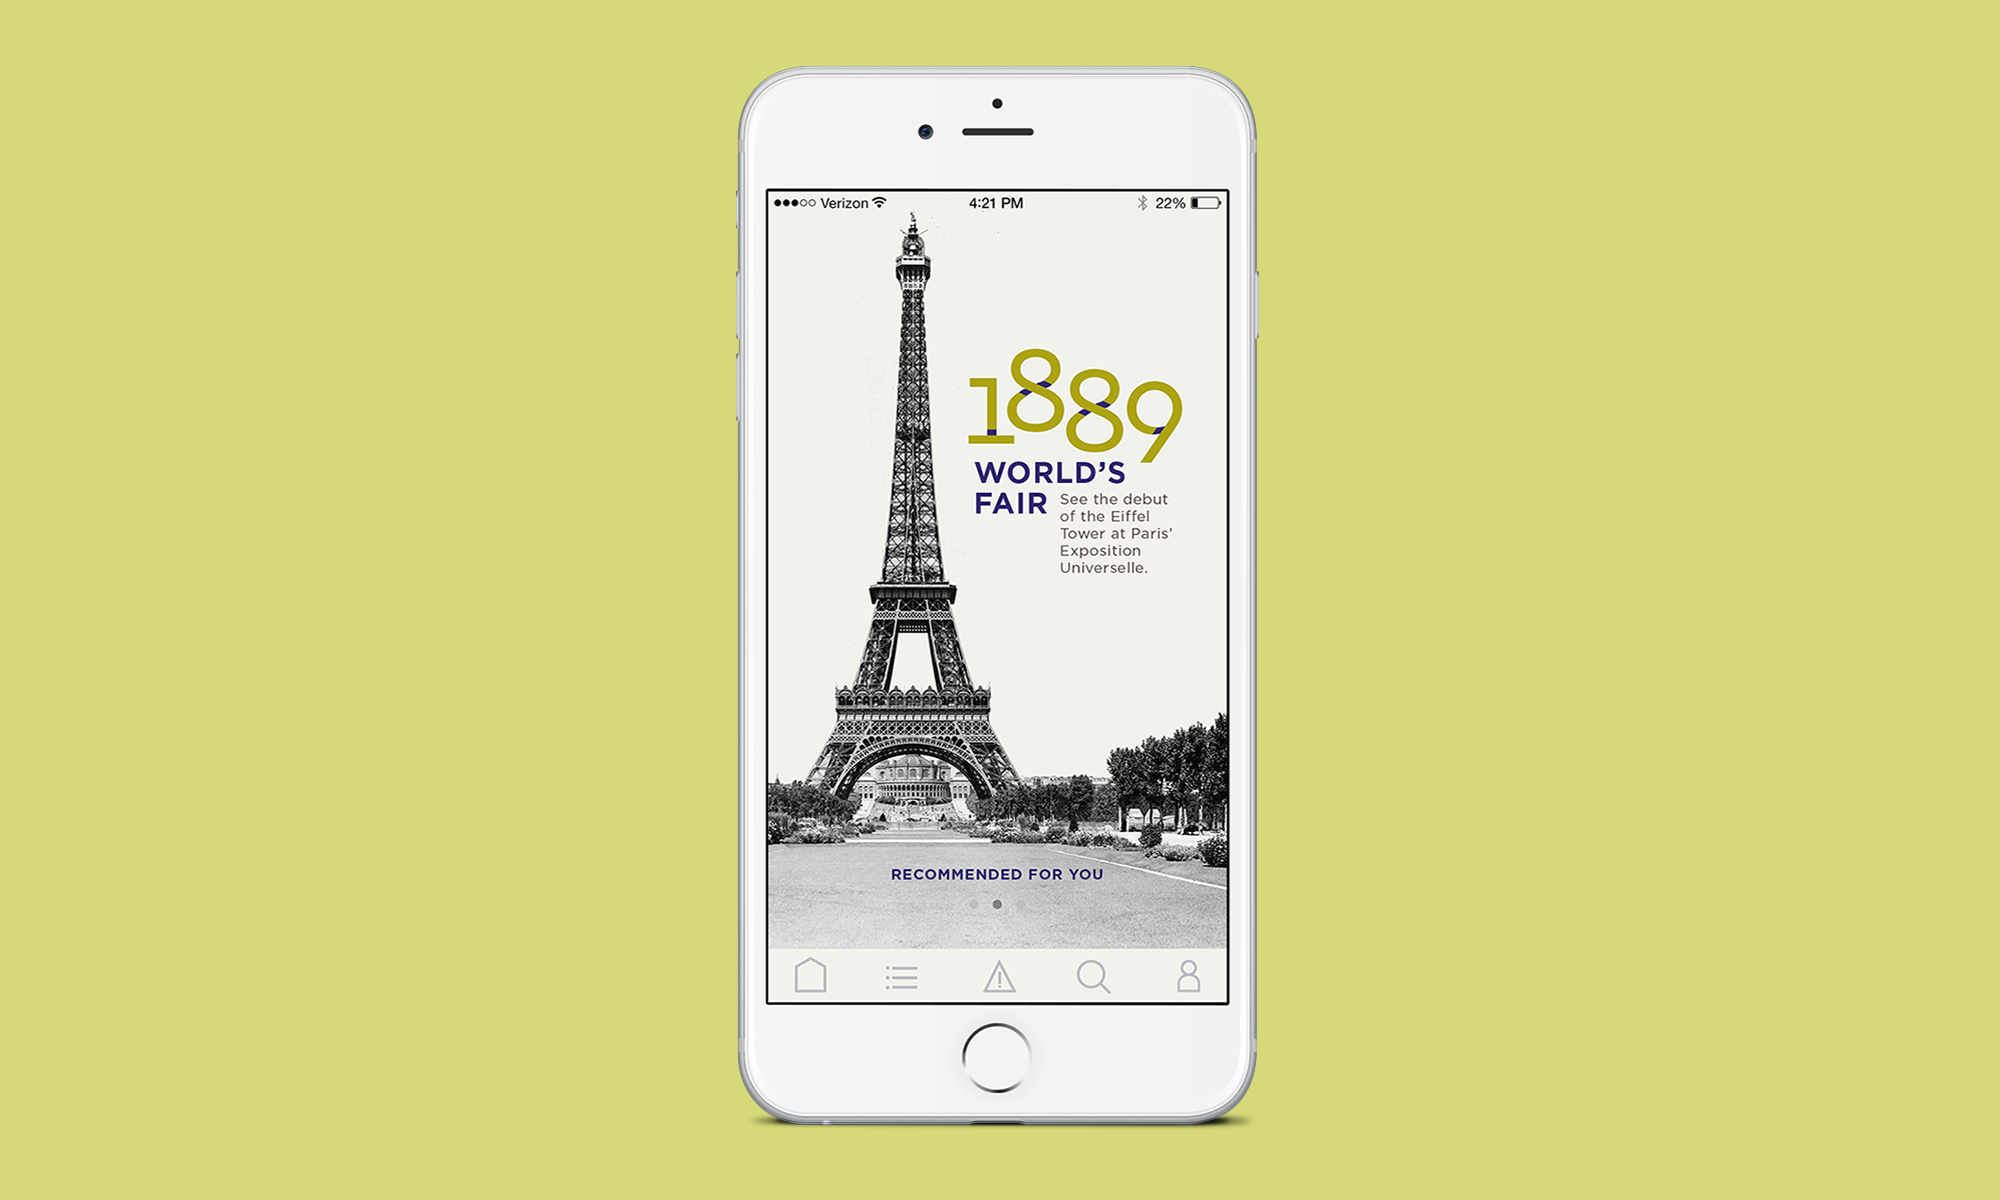 Verizon 4:21 PM 22%
1889
WORLD’S
FAIR
See the debut
of the Eiffel
Tower at Paris’
Exposition
Universelle.
RECOMMENDED FOR YOU